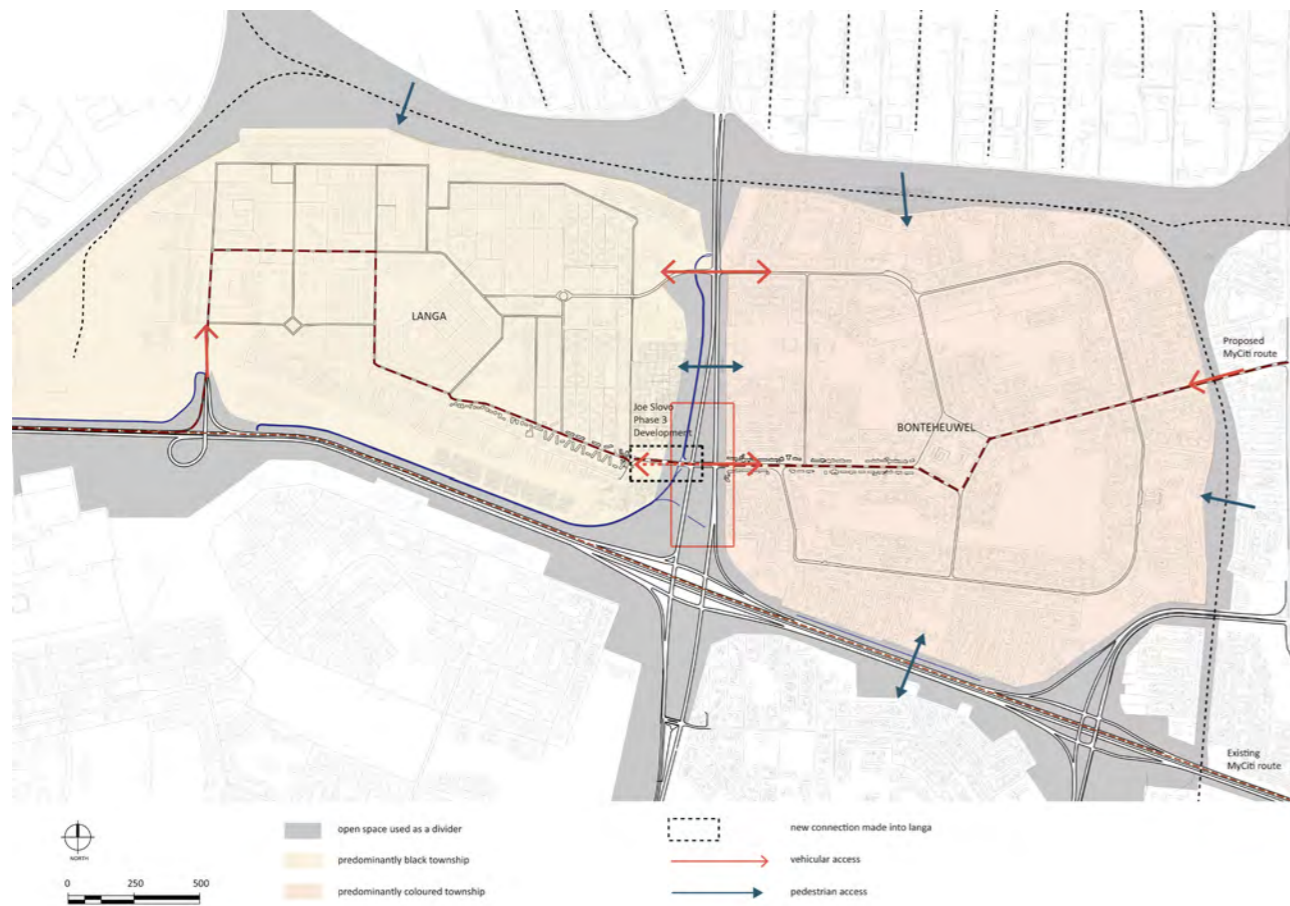 LANGA
Joe Slovo
Phase 3
Development
BONTEHEUWEL
Proposed
MyCiti route
Existing
MyCiti route
NORTH
0 250 500
open space used as a divider
predominantly black township
predominantly coloured township
new connection made into langa
vehicular access
pedestrian access